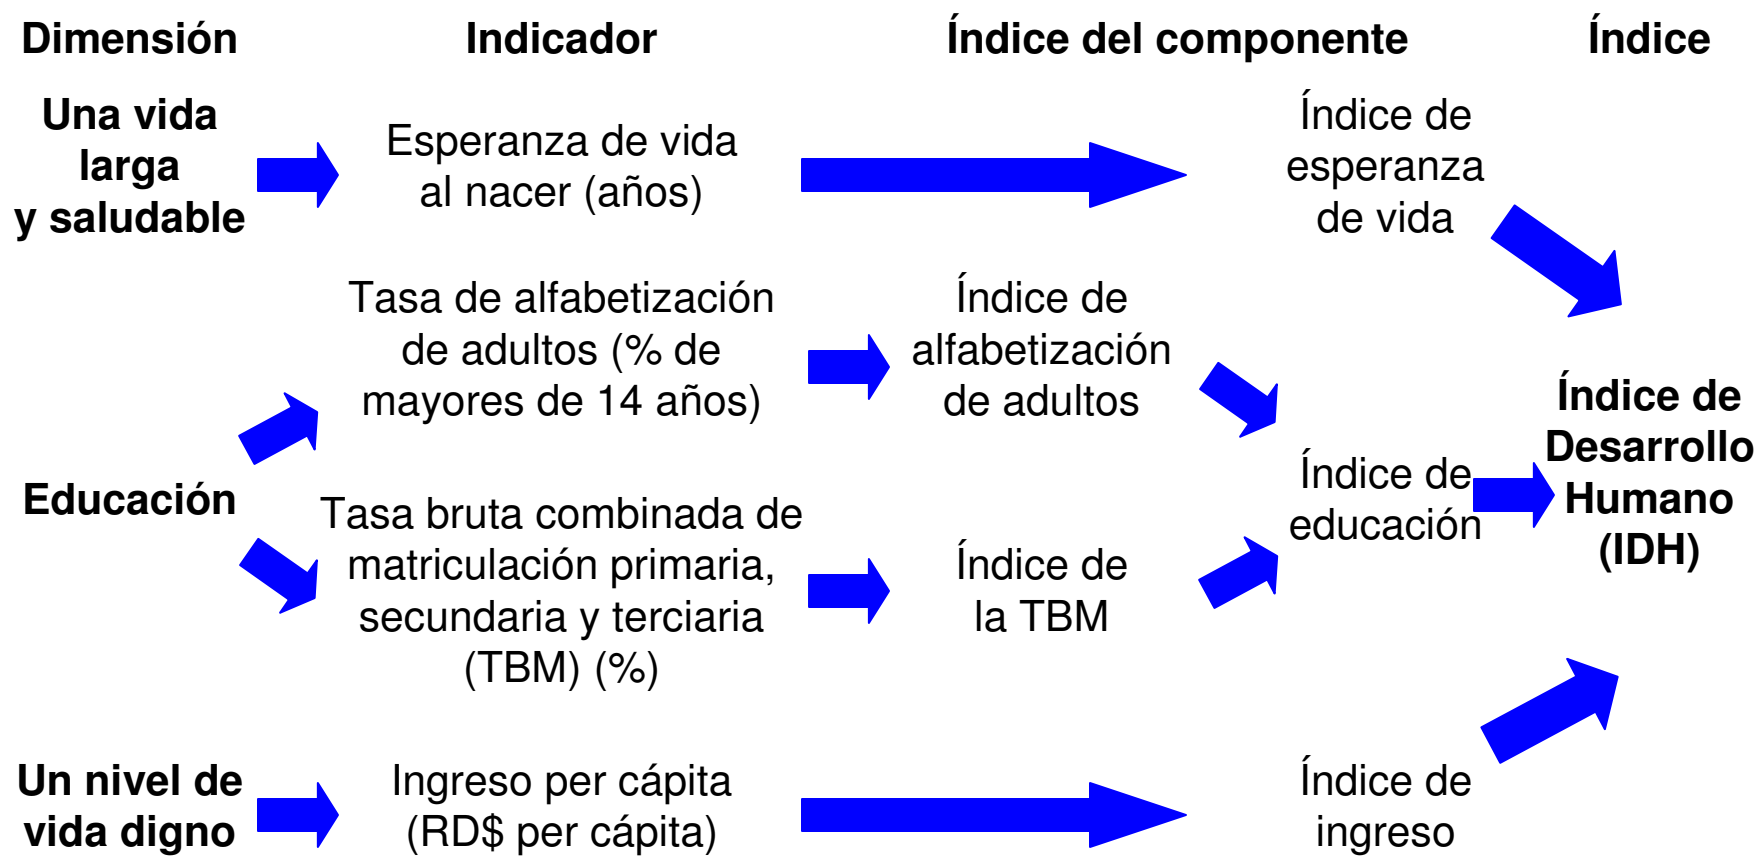 Dimensión
Indicador
Índice del componente
Índice
Una vida
larga
y saludable
Esperanza de vida
al nacer (años)
Índice de
esperanza
de vida
Tasa de alfabetización
de adultos (% de
mayores de 14 años)
Índice de
alfabetización
de adultos
Educación
Tasa bruta combinada de
matriculación primaria,
secundaria y terciaria
(TBM) (%)
Índice de
la TBM
Índice de
educación
Índice de
Desarrollo
Humano
(IDH)
Un nivel de
vida digno
Ingreso per cápita
(RD$ per cápita)
Índice de
ingreso